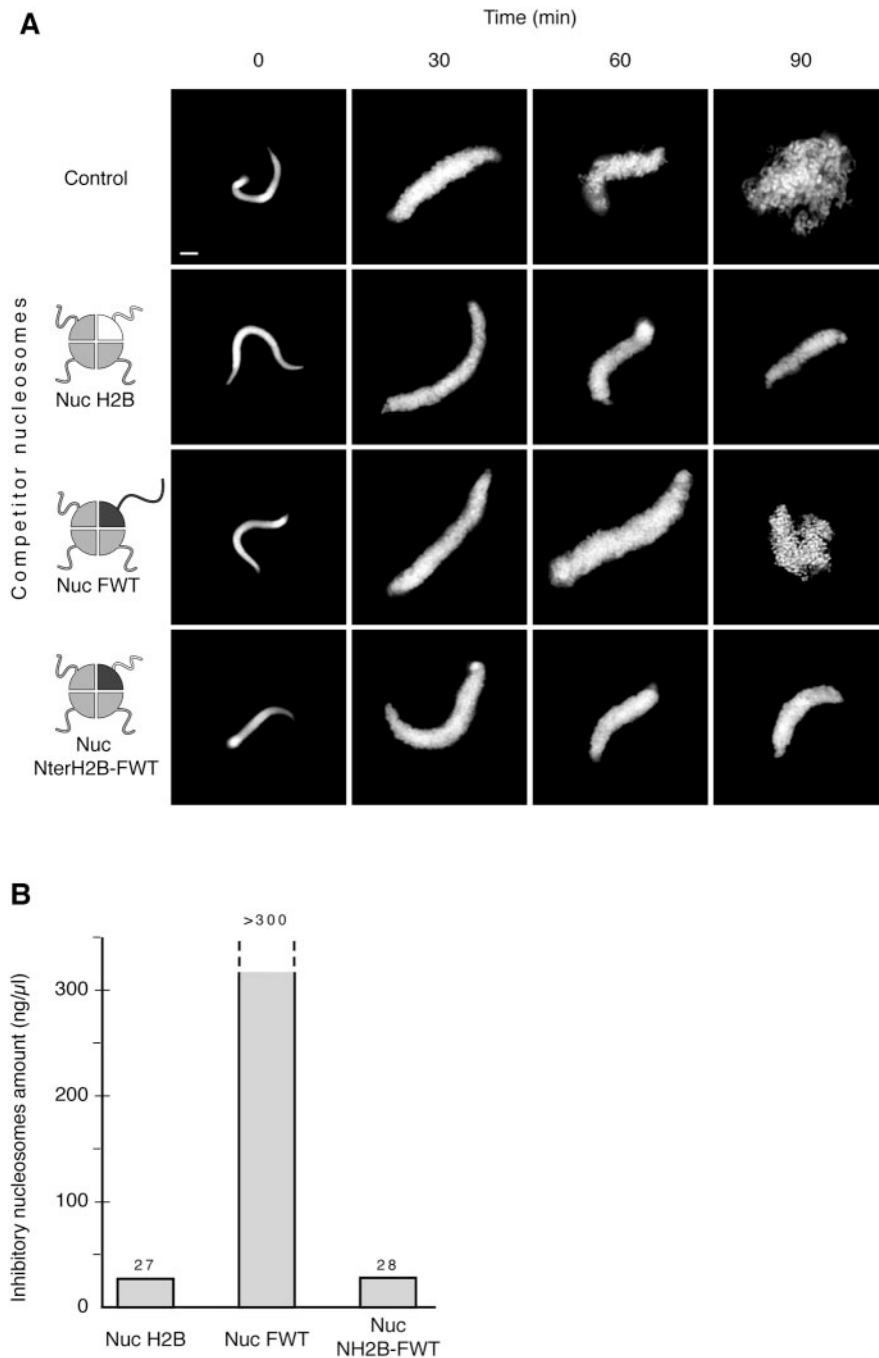 A
Time (min)
0 30 60 90
Control
Competitor nucleosomes
Nuc H2B
Nuc FWT
Nuc
NterH2B-FWT
B
Inhibitory nucleosomes amount (ng/µl)
>300
300
200
100
27
28
0
Nuc H2B
Nuc FWT
Nuc
NH2B-FWT